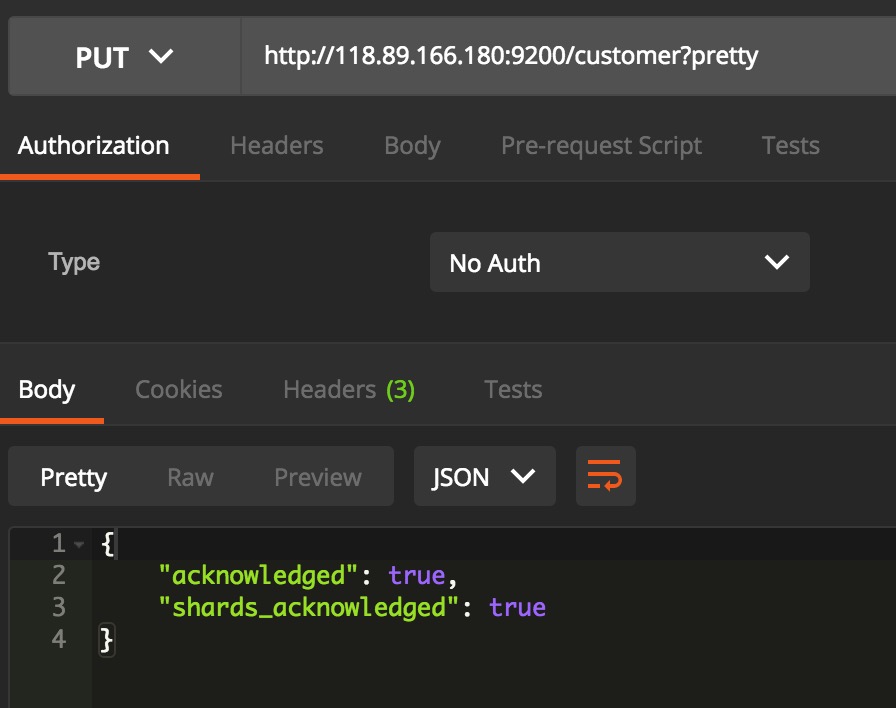 PUT http://118.89.166.180:9200/customer?pretty
Authorization Headers Body Pre-request Script Tests
Type No Auth
Body Cookies Headers (3) Tests
Pretty Raw Preview JSON
1 {
2 "acknowledged": true,
3 "shards_acknowledged": true
4 }